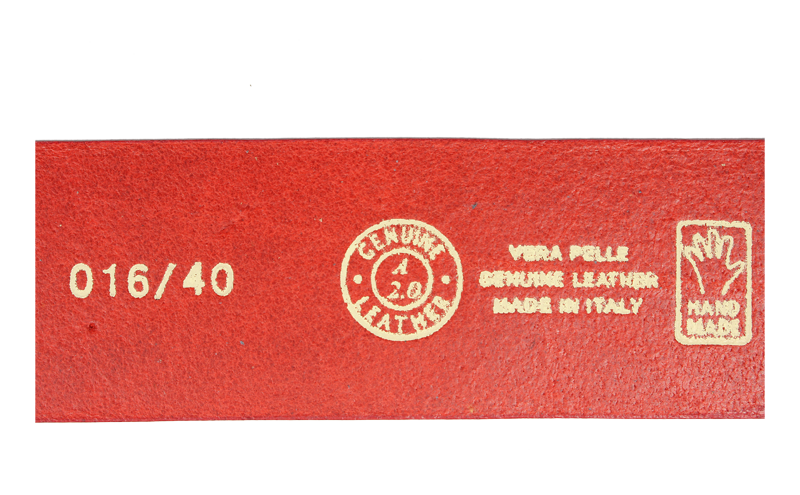 016/40
GENUINE
A
2.0
LEATHER
VERA PELLE
GENUINE LEATHER
MADE IN ITALY
HAND
MADE